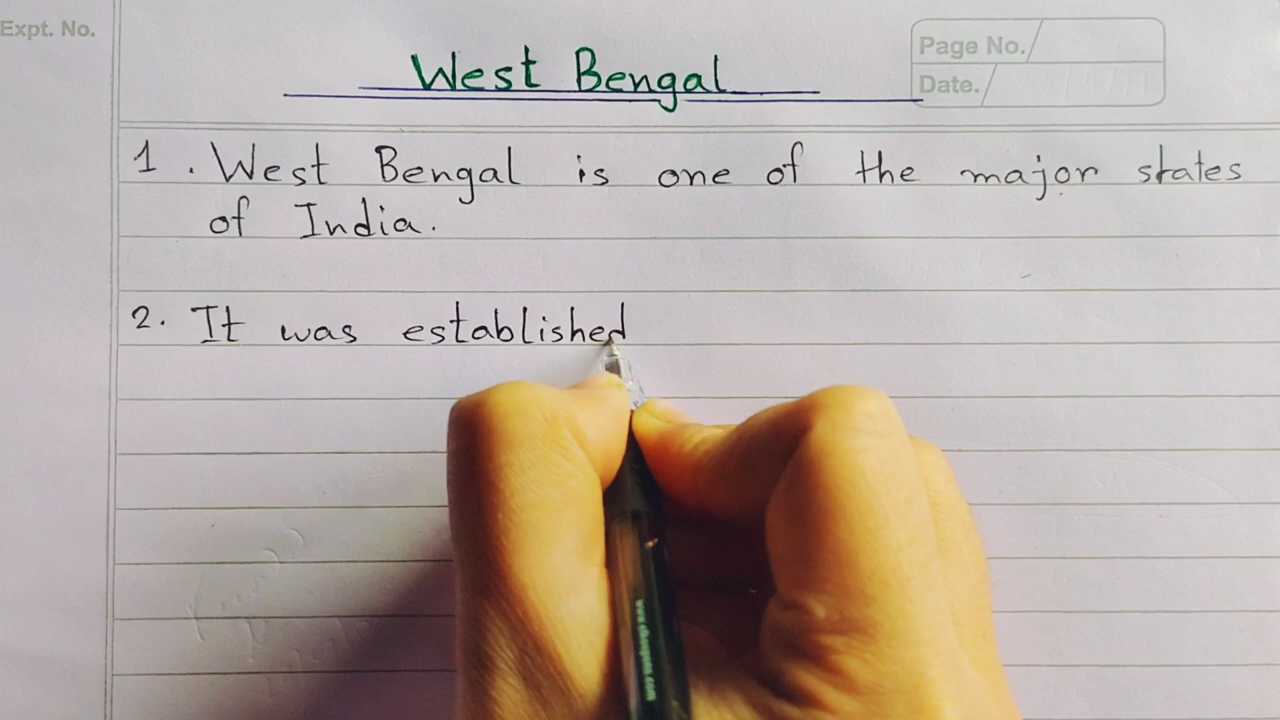 Expt. No.
West Bengal
Page No.
Date.
1. West Bengal is one of the major states
of India.
2. It was established